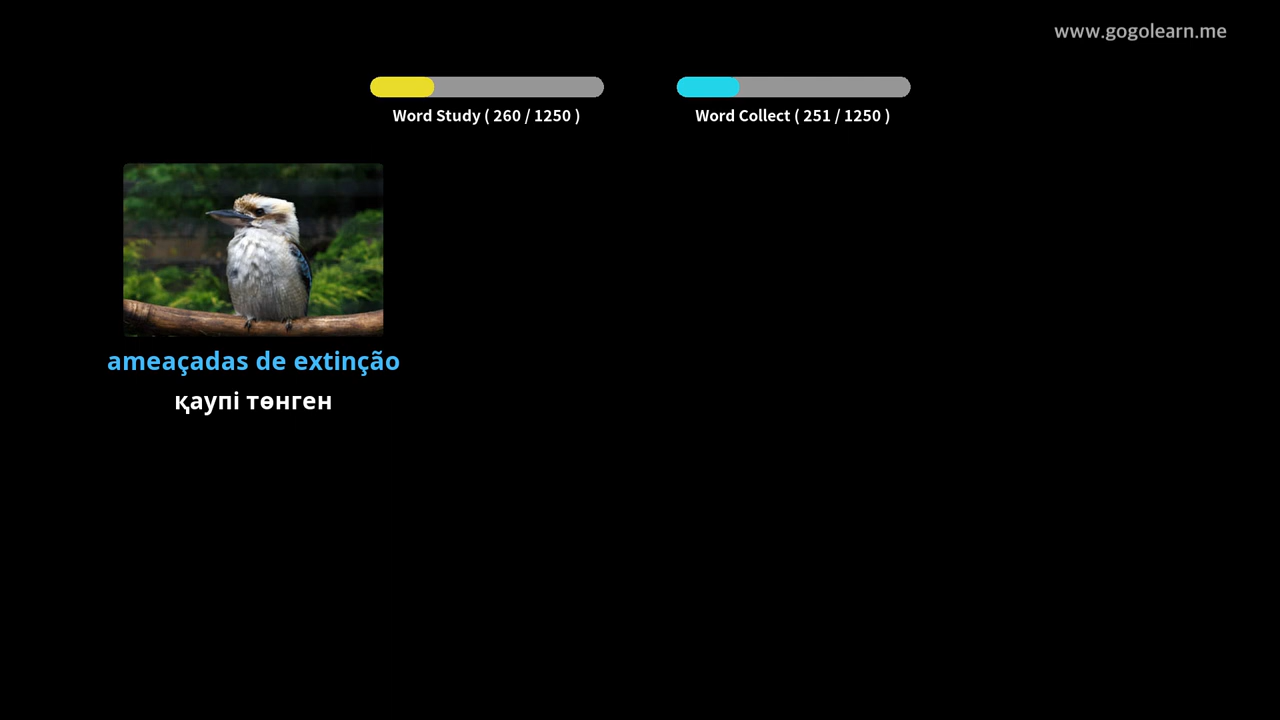 www.gogolearn.me
Word Study ( 260 / 1250 )
Word Collect ( 251 / 1250 )
ameaçadas de extinção
қаупі төнген